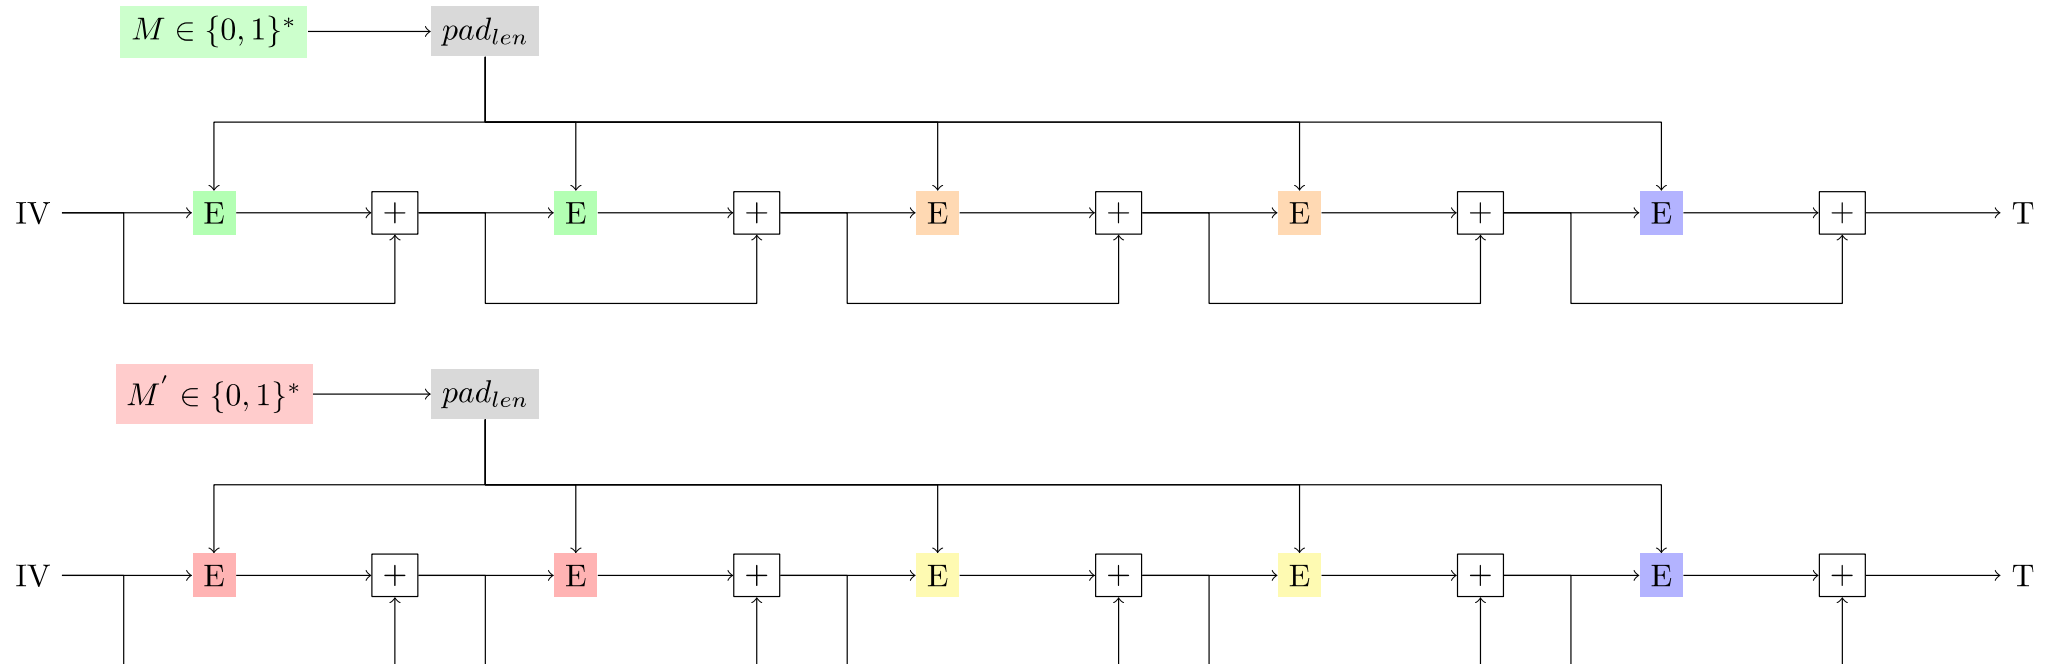 M ∈ {0, 1}* pad_len
IV E + E + E + E + E + T
M′ ∈ {0, 1}* pad_len
IV E + E + E + E + E + T